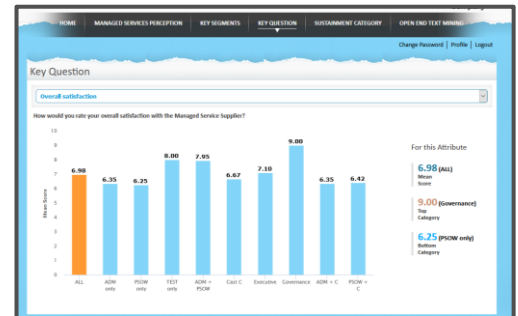 HOME MANAGED SERVICES PERCEPTION KEY SEGMENTS KEY QUESTION SUSTAINMENT CATEGORY OPEN END TEXT MINING
Change Password | Profile | Logout
Key Question
Overall satisfaction
How would you rate your overall satisfaction with the Managed Service Supplier?
Mean Score
10
9
8
7
6
5
4
3
2
1
0
6.98 6.35 6.25 8.00 7.95 6.67 7.10 9.00 6.35 6.42
ALL ADM only PSOW only TEST only ADM + PSOW Cust C Executive Governance ADM + C PSOW + C
For this Attribute
6.98 (ALL)
Mean
Score
9.00 (Governance)
Top
Category
6.25 (PSOW only)
Bottom
Category